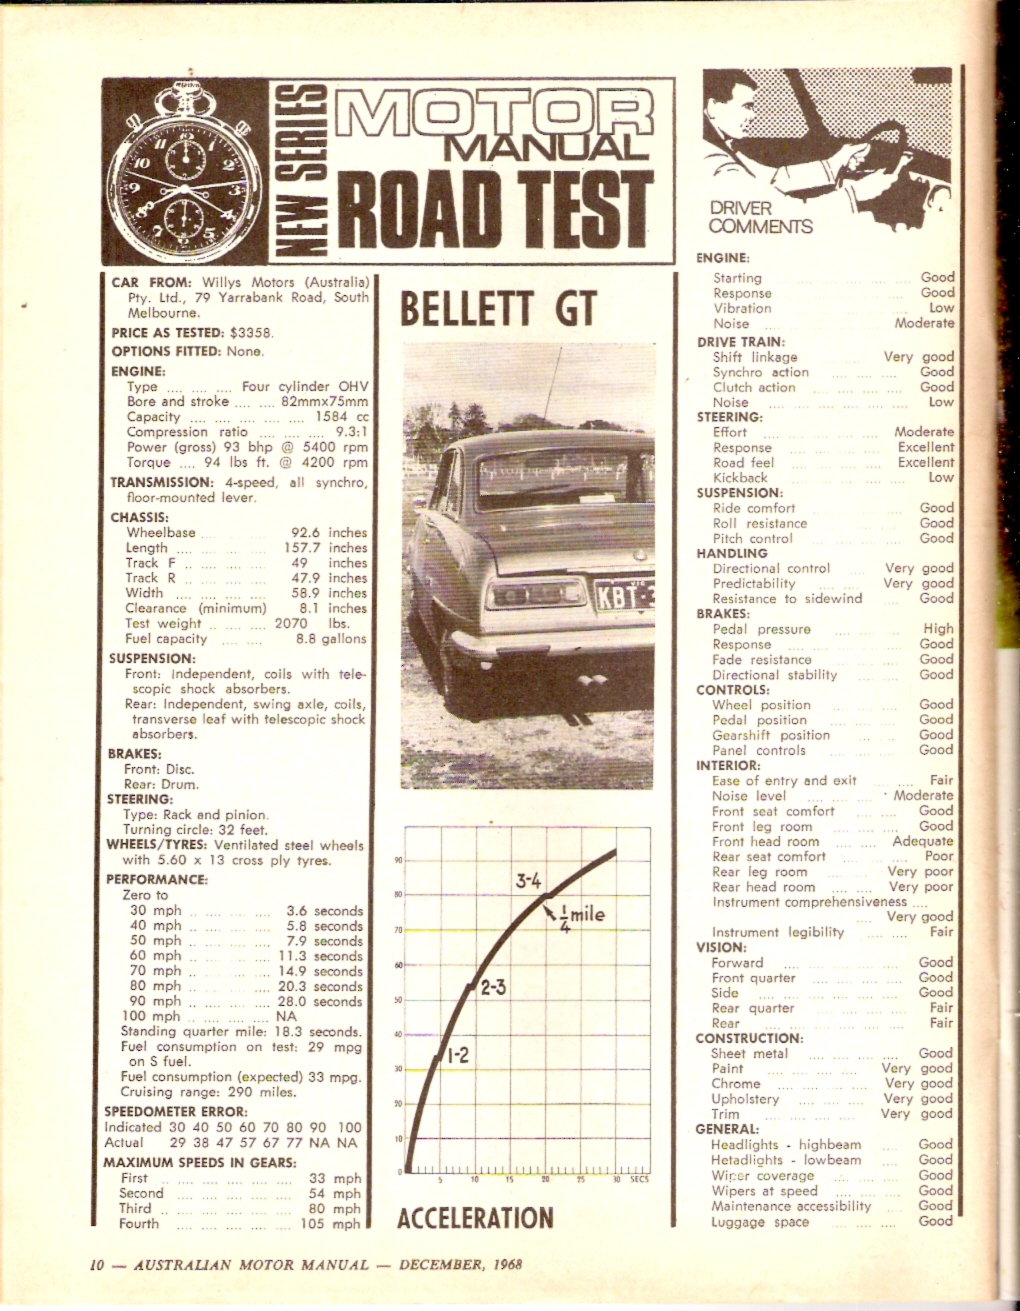 NEW SERIES
MOTOR
MANUAL
ROAD TEST
CAR FROM: Willys Motors (Australia)
Pty. Ltd., 79 Yarrabank Road, South
Melbourne.
PRICE AS TESTED: $3358.
OPTIONS FITTED: None.
ENGINE:
Type .... .... .... Four cylinder OHV
Bore and stroke .... .... 82mmx75mm
Capacity .... .... .... .... .... 1584 cc
Compression ratio .... .... .... 9.3:1
Power (gross) 93 bhp @ 5400 rpm
Torque .... 94 lbs ft. @ 4200 rpm
TRANSMISSION: 4-speed, all synchro,
floor-mounted lever.
CHASSIS:
Wheelbase .... .... .... 92.6 inches
Length .... .... .... .... 157.7 inches
Track F .. .... .... .... 49 inches
Track R .. .... .... .... 47.9 inches
Width .... .... .... .... 58.9 inches
Clearance (minimum) 8.1 inches
Test weight .. .... .... 2070 lbs.
Fuel capacity .... .... 8.8 gallons
SUSPENSION:
Front: Independent, coils with tele-
scopic shock absorbers.
Rear: Independent, swing axle, coils,
transverse leaf with telescopic shock
absorbers.
BRAKES:
Front: Disc.
Rear: Drum.
STEERING:
Type: Rack and pinion.
Turning circle: 32 feet.
WHEELS/TYRES: Ventilated steel wheels
with 5.60 x 13 cross ply tyres.
PERFORMANCE:
Zero to
30 mph .. .... .... .... 3.6 seconds
40 mph .. .... .... .... 5.8 seconds
50 mph .. .... .... .... 7.9 seconds
60 mph .. .... .... .... 11.3 seconds
70 mph .. .... .... .... 14.9 seconds
80 mph .. .... .... .... 20.3 seconds
90 mph .. .... .... .... 28.0 seconds
100 mph .. .... .... .... NA
Standing quarter mile: 18.3 seconds.
Fuel consumption on test: 29 mpg
on S fuel.
Fuel consumption (expected) 33 mpg.
Cruising range: 290 miles.
SPEEDOMETER ERROR:
Indicated 30 40 50 60 70 80 90 100
Actual 29 38 47 57 67 77 NA NA
MAXIMUM SPEEDS IN GEARS:
First .. .... .... .... .... 33 mph
Second .... .... .... .... 54 mph
Third .. .... .... .... .... 80 mph
Fourth .... .... .... .... 105 mph
BELLETT GT
VIC
KBT-3
90
80
70
60
50
40
30
20
10
0
3-4
¼ mile
2-3
1-2
5 10 15 20 25 30 SECS
ACCELERATION
DRIVER
COMMENTS
ENGINE:
Starting .... .... .... Good
Response .... .... .... Good
Vibration .... .... .... Low
Noise .... .... .... Moderate
DRIVE TRAIN:
Shift linkage .... Very good
Synchro action .... .... .... Good
Clutch action .... .... .... Good
Noise .... .... .... .... Low
STEERING:
Effort .... .... .... Moderate
Response .... .... .... Excellent
Road feel .... .... .... Excellent
Kickback .... .... .... Low
SUSPENSION:
Ride comfort .... .... .... Good
Roll resistance .... .... Good
Pitch control .... .... .... Good
HANDLING
Directional control .... Very good
Predictability .... .... Very good
Resistance to sidewind .... Good
BRAKES:
Pedal pressure .... .... High
Response .... .... .... Good
Fade resistance .... .... Good
Directional stability .... .... Good
CONTROLS:
Wheel position .... .... Good
Pedal position .... .... Good
Gearshift position .... .... Good
Panel controls .... .... Good
INTERIOR:
Ease of entry and exit .... .... Fair
Noise level .... .... Moderate
Front seat comfort .... .... Good
Front leg room .... .... Good
Front head room .... Adequate
Rear seat comfort .... .... Poor
Rear leg room .... .... Very poor
Rear head room .... .... Very poor
Instrument comprehensiveness ....
.... Very good
Instrument legibility .... .... Fair
VISION:
Forward .... .... .... Good
Front quarter .... .... .... Good
Side .... .... .... .... Good
Rear quarter .... .... .... Fair
Rear .... .... .... .... Fair
CONSTRUCTION:
Sheet metal .... .... .... Good
Paint .... .... .... Very good
Chrome .... .... .... Very good
Upholstery .... .... Very good
Trim .... .... .... Very good
GENERAL:
Headlights - highbeam .... Good
Hetadlights - lowbeam .... Good
Wiper coverage .... .... Good
Wipers at speed .... .... Good
Maintenance accessibility .... Good
Luggage space .... .... Good
10 — AUSTRALIAN MOTOR MANUAL — DECEMBER, 1968